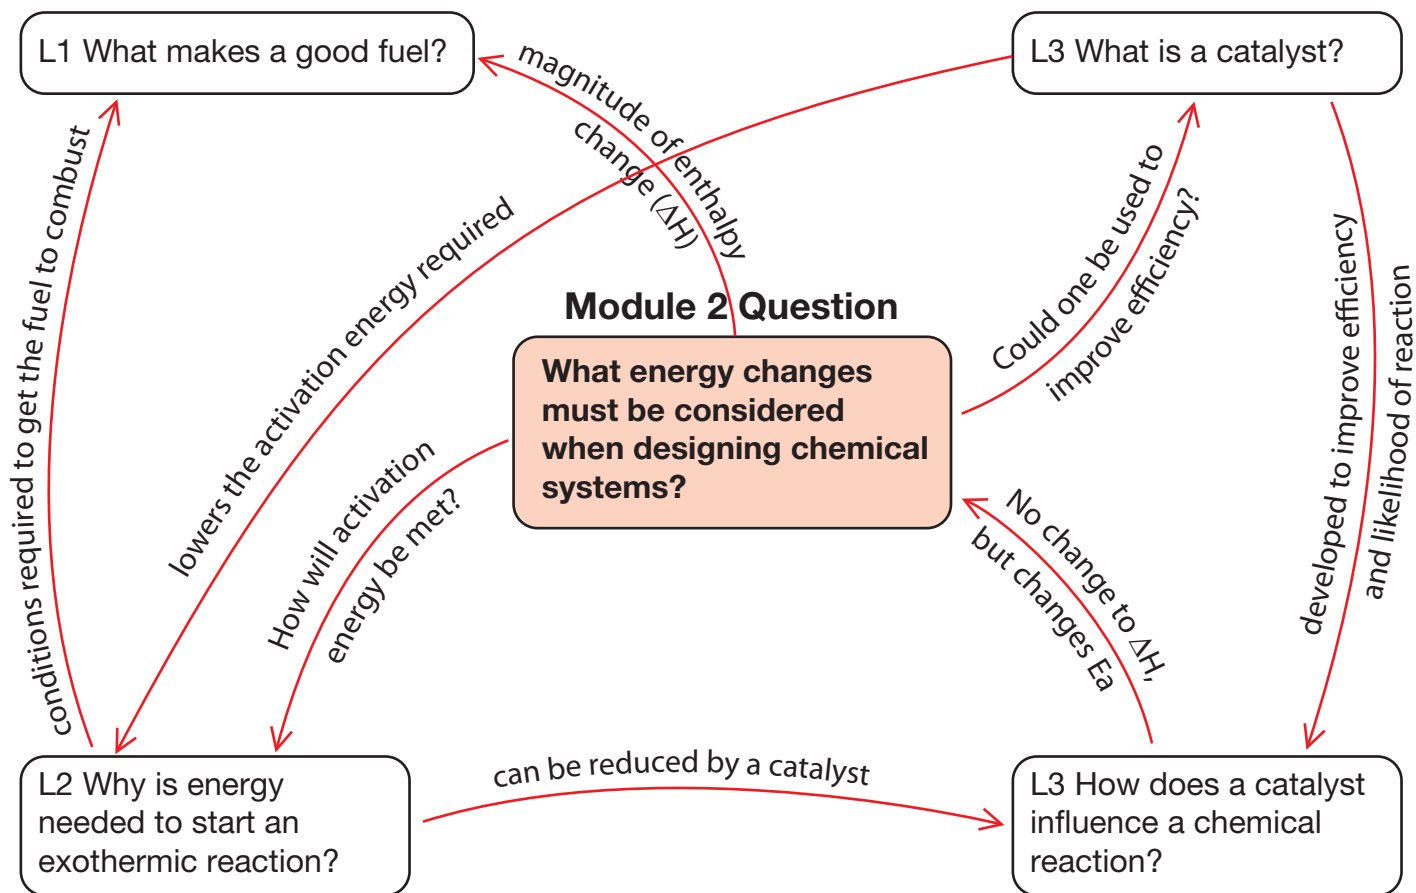 L1 What makes a good fuel?
L3 What is a catalyst?
magnitude of enthalpy
change (ΔH)
conditions required to get the fuel to combust
lowers the activation energy required
Could one be used to
improve efficiency?
developed to improve efficiency
and likelihood of reaction
Module 2 Question
What energy changes
must be considered
when designing chemical
systems?
How will activation
energy be met?
No change to ΔH,
but changes Ea
can be reduced by a catalyst
L2 Why is energy
needed to start an
exothermic reaction?
L3 How does a catalyst
influence a chemical
reaction?